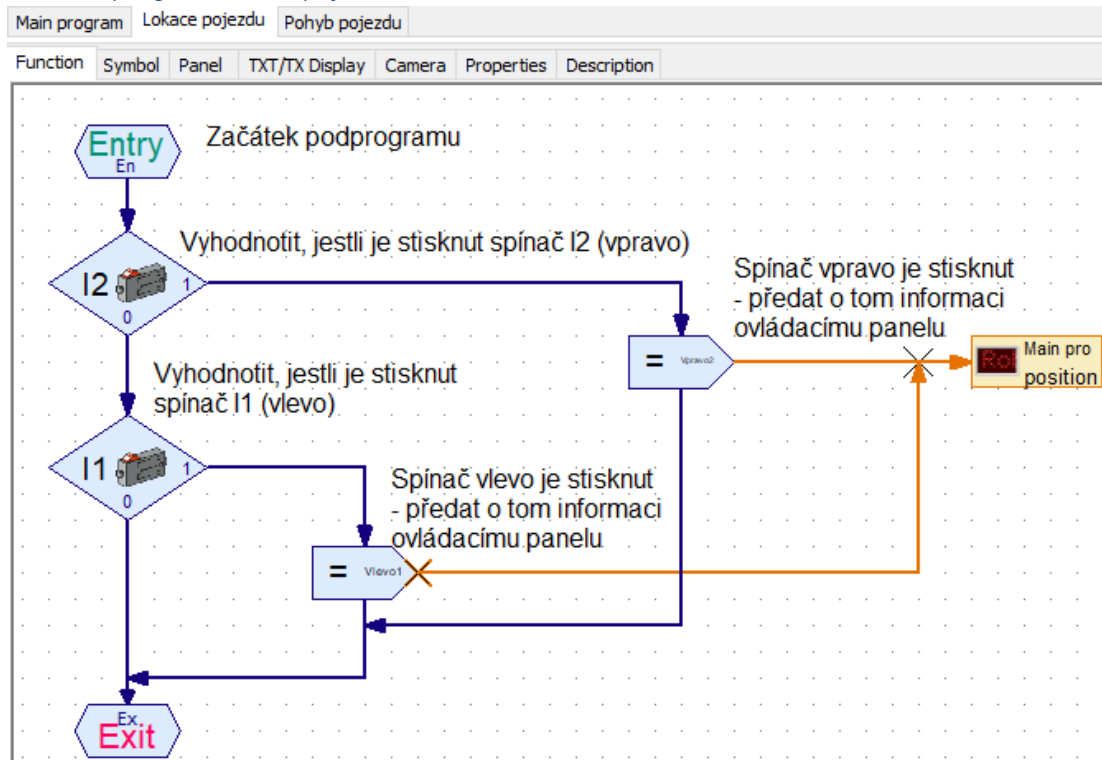 Main program Lokace pojezdu Pohyb pojezdu
Function Symbol Panel TXT/TX Display Camera Properties Description
Entry
En
Začátek podprogramu
Vyhodnotit, jestli je stisknut spínač I2 (vpravo)
I2
1
0
Spínač vpravo je stisknut
- předat o tom informaci
ovládacímu panelu
= Vpravo2
Main pro
position
Vyhodnotit, jestli je stisknut
spínač I1 (vlevo)
I1
1
0
Spínač vlevo je stisknut
- předat o tom informaci
ovládacímu panelu
= Vlevo1
Ex
Exit